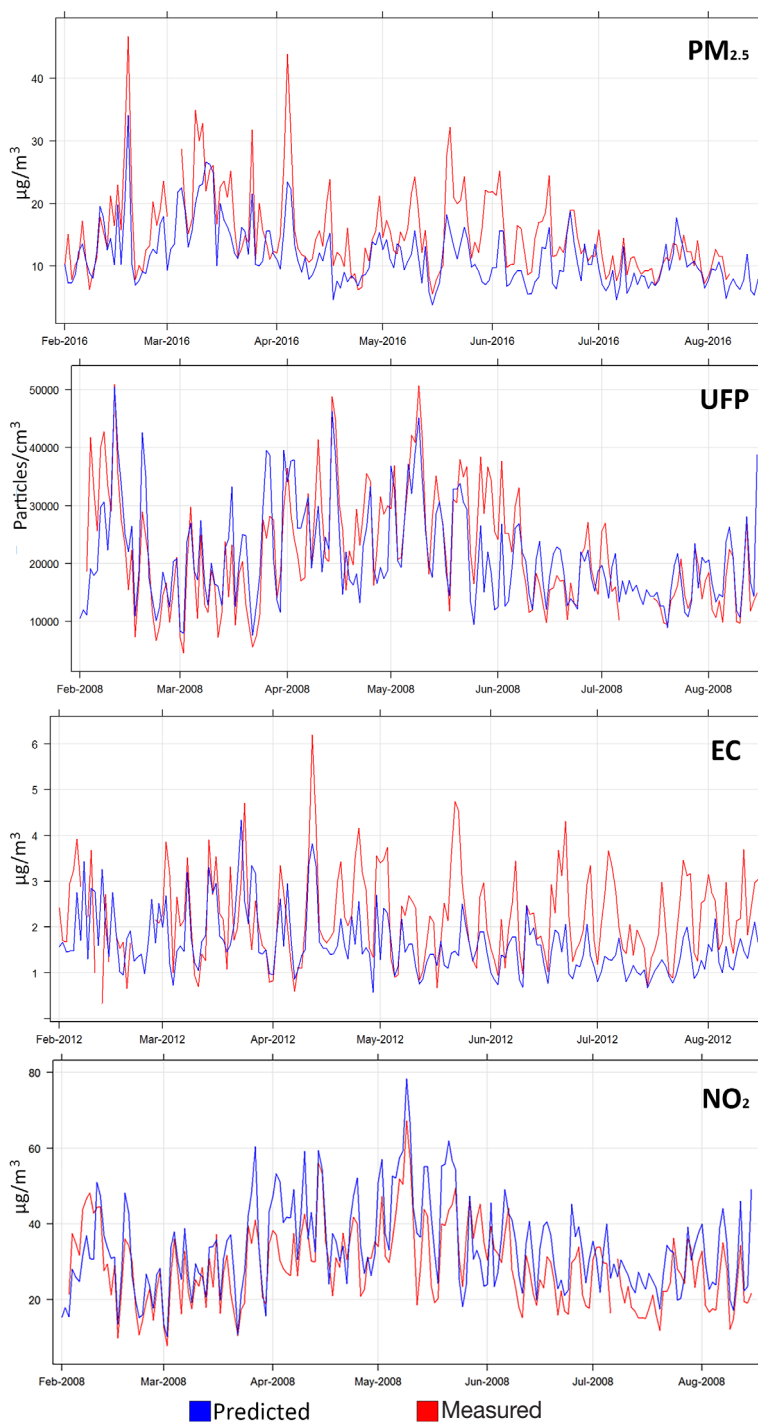 PM2.5
µg/m3
40
30
20
10
Feb-2016 Mar-2016 Apr-2016 May-2016 Jun-2016 Jul-2016 Aug-2016
UFP
Particles/cm3
50000
40000
30000
20000
10000
Feb-2008 Mar-2008 Apr-2008 May-2008 Jun-2008 Jul-2008 Aug-2008
EC
µg/m3
6
5
4
3
2
1
Feb-2012 Mar-2012 Apr-2012 May-2012 Jun-2012 Jul-2012 Aug-2012
NO2
µg/m3
80
60
40
20
Feb-2008 Mar-2008 Apr-2008 May-2008 Jun-2008 Jul-2008 Aug-2008
Predicted Measured